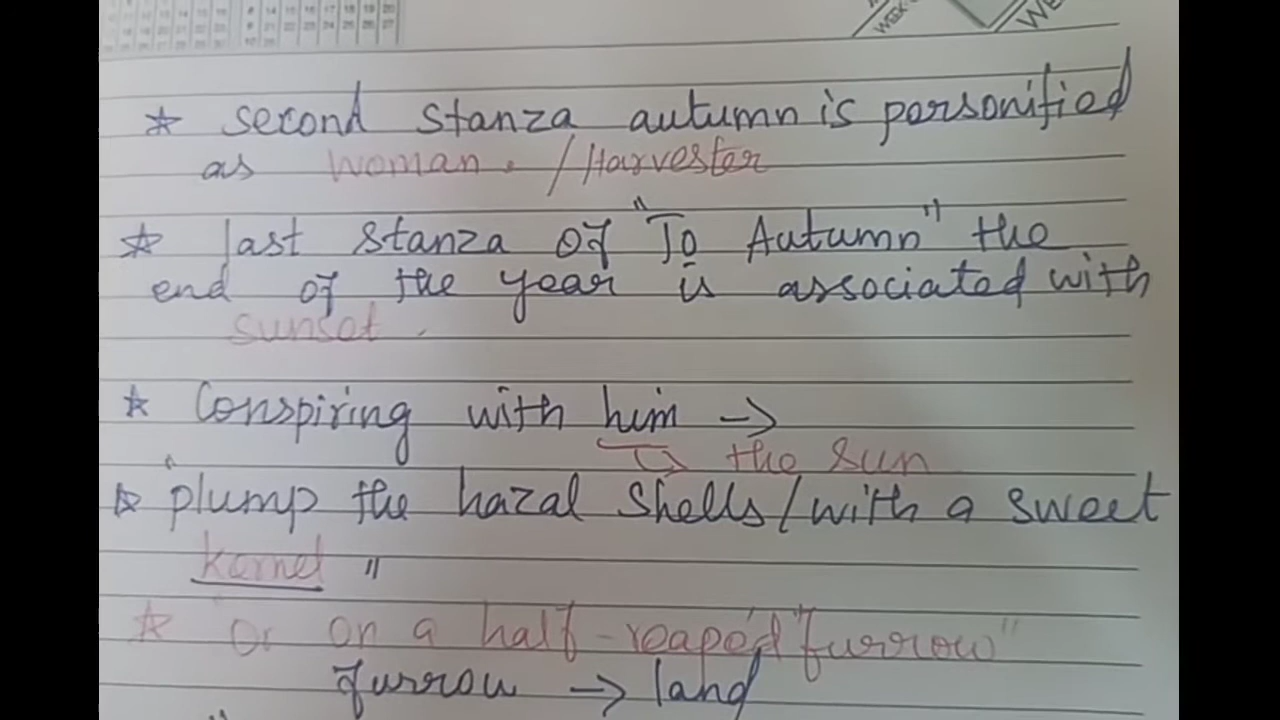 WEEK
WE
☆ second stanza autumn is personified
as Woman. / Harvester
☆ last stanza of "To Autumn" the
end of the year is associated with
sunset.
☆ Conspiring with him →
↳ the sun
☆ "plump the hazal shells / with a sweet
kernel"
☆ "Or on a half-reaped "furrow"
furrow → land